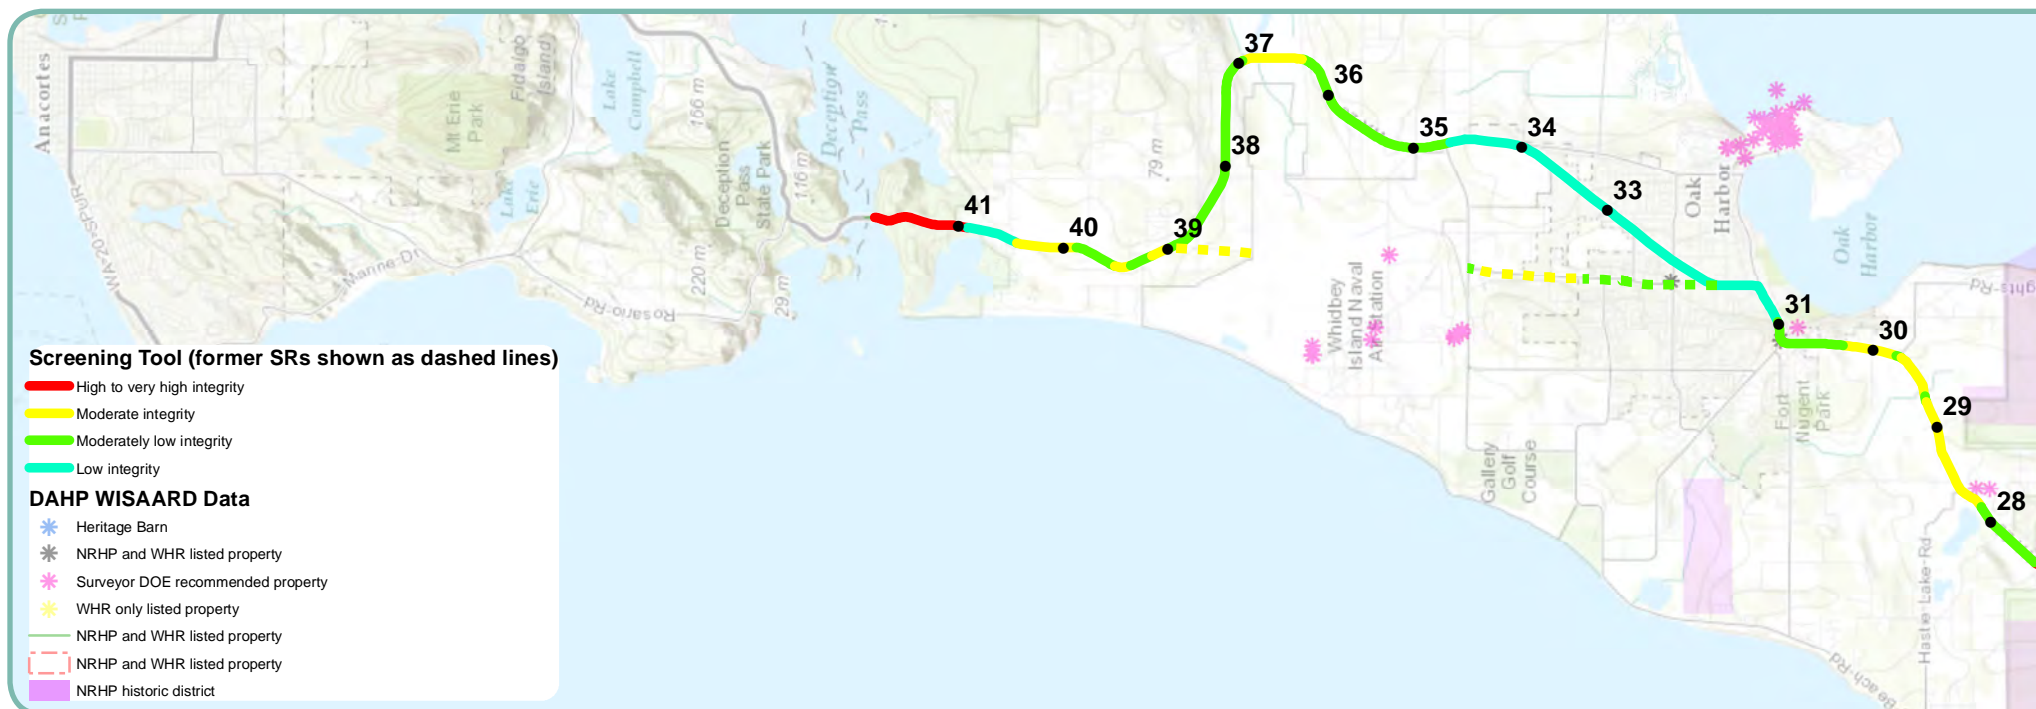 37
36
35
34
33
38
41
40
39
31
30
29
28
Anacortes
Fidalgo
Island
Lake
Campbell
Mt Erie
Park
Lake
Erie
156 m
Deception
Pass
State Park
116 m
Deception
Pass
79 m
220 m
29 m
WA-20-SPUR
Marine-Dr
Rosario-Rd
Whidbey
Island Naval
Air Station
Oak
Harbor
Oak
Harbor
Gallery
Golf
Course
Fort
Nugent
Park
Hastie-Lake-Rd
Beach-Rd
ghts-Rd
Screening Tool (former SRs shown as dashed lines)
High to very high integrity
Moderate integrity
Moderately low integrity
Low integrity
DAHP WISAARD Data
Heritage Barn
NRHP and WHR listed property
Surveyor DOE recommended property
WHR only listed property
NRHP and WHR listed property
NRHP and WHR listed property
NRHP historic district